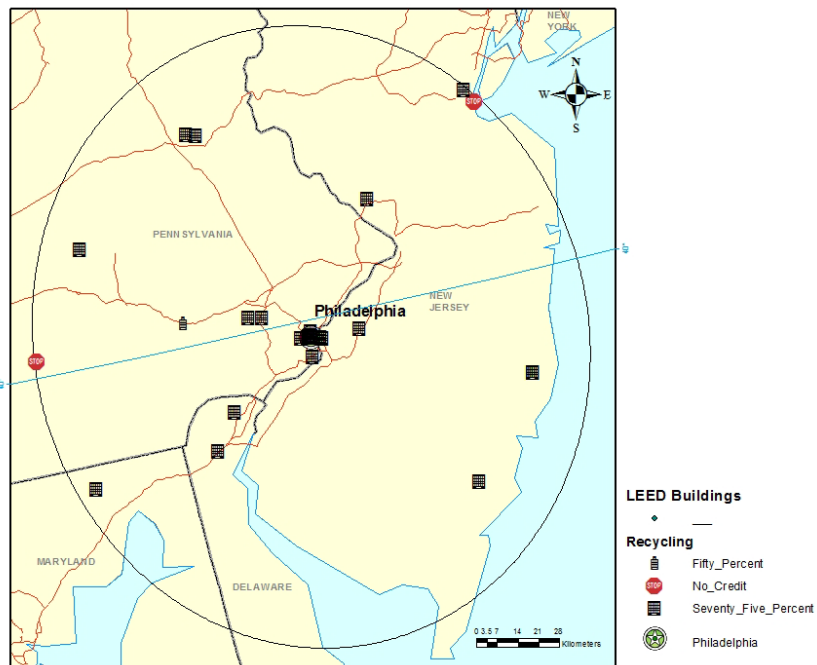 NEW
YORK
N
W E
S
STOP
PENNSYLVANIA
Philadelphia
NEW
JERSEY
STOP
LEED Buildings
Recycling
Fifty_Percent
STOP
No_Credit
MARYLAND
Seventy_Five_Percent
DELAWARE
0 3.5 7 14 21 28
Kilometers
Philadelphia